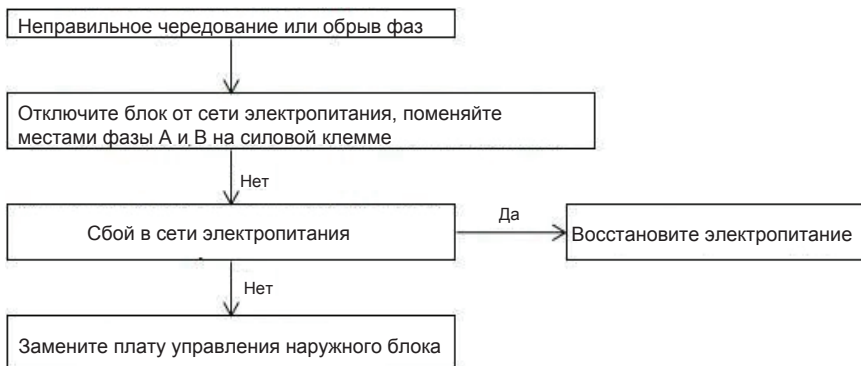 Неправильное чередование или обрыв фаз
Отключите блок от сети электропитания, поменяйте
местами фазы А и В на силовой клемме
Нет
Сбой в сети электропитания
Да
Восстановите электропитание
Нет
Замените плату управления наружного блока